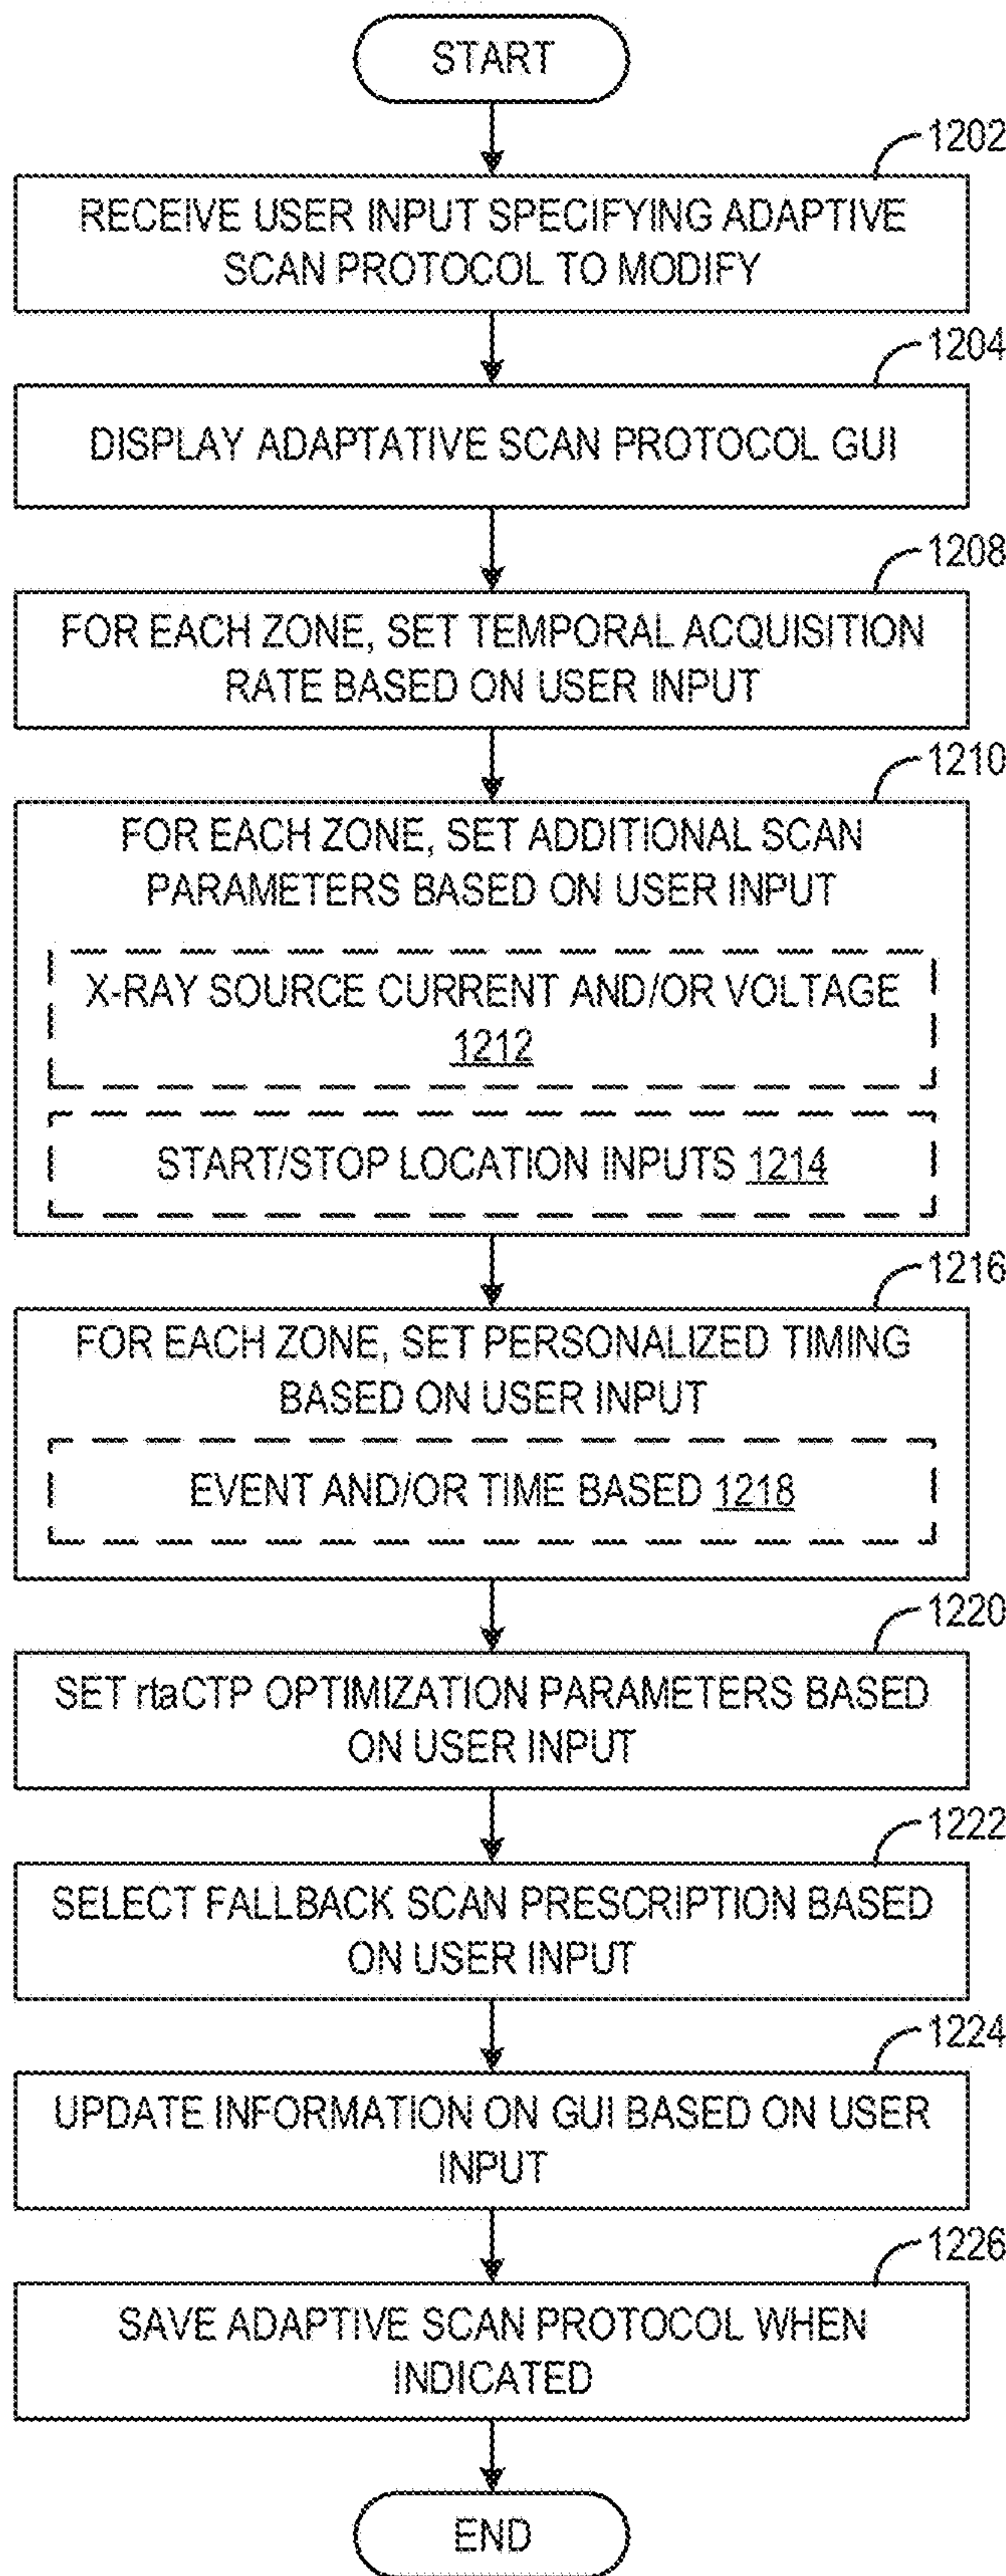 START
1202
RECEIVE USER INPUT SPECIFYING ADAPTIVE
SCAN PROTOCOL TO MODIFY
1204
DISPLAY ADAPTATIVE SCAN PROTOCOL GUI
1208
FOR EACH ZONE, SET TEMPORAL ACQUISITION
RATE BASED ON USER INPUT
1210
FOR EACH ZONE, SET ADDITIONAL SCAN
PARAMETERS BASED ON USER INPUT
X-RAY SOURCE CURRENT AND/OR VOLTAGE
1212
START/STOP LOCATION INPUTS 1214
1216
FOR EACH ZONE, SET PERSONALIZED TIMING
BASED ON USER INPUT
EVENT AND/OR TIME BASED 1218
1220
SET rtaCTP OPTIMIZATION PARAMETERS BASED
ON USER INPUT
1222
SELECT FALLBACK SCAN PRESCRIPTION BASED
ON USER INPUT
1224
UPDATE INFORMATION ON GUI BASED ON USER
INPUT
1226
SAVE ADAPTIVE SCAN PROTOCOL WHEN
INDICATED
END